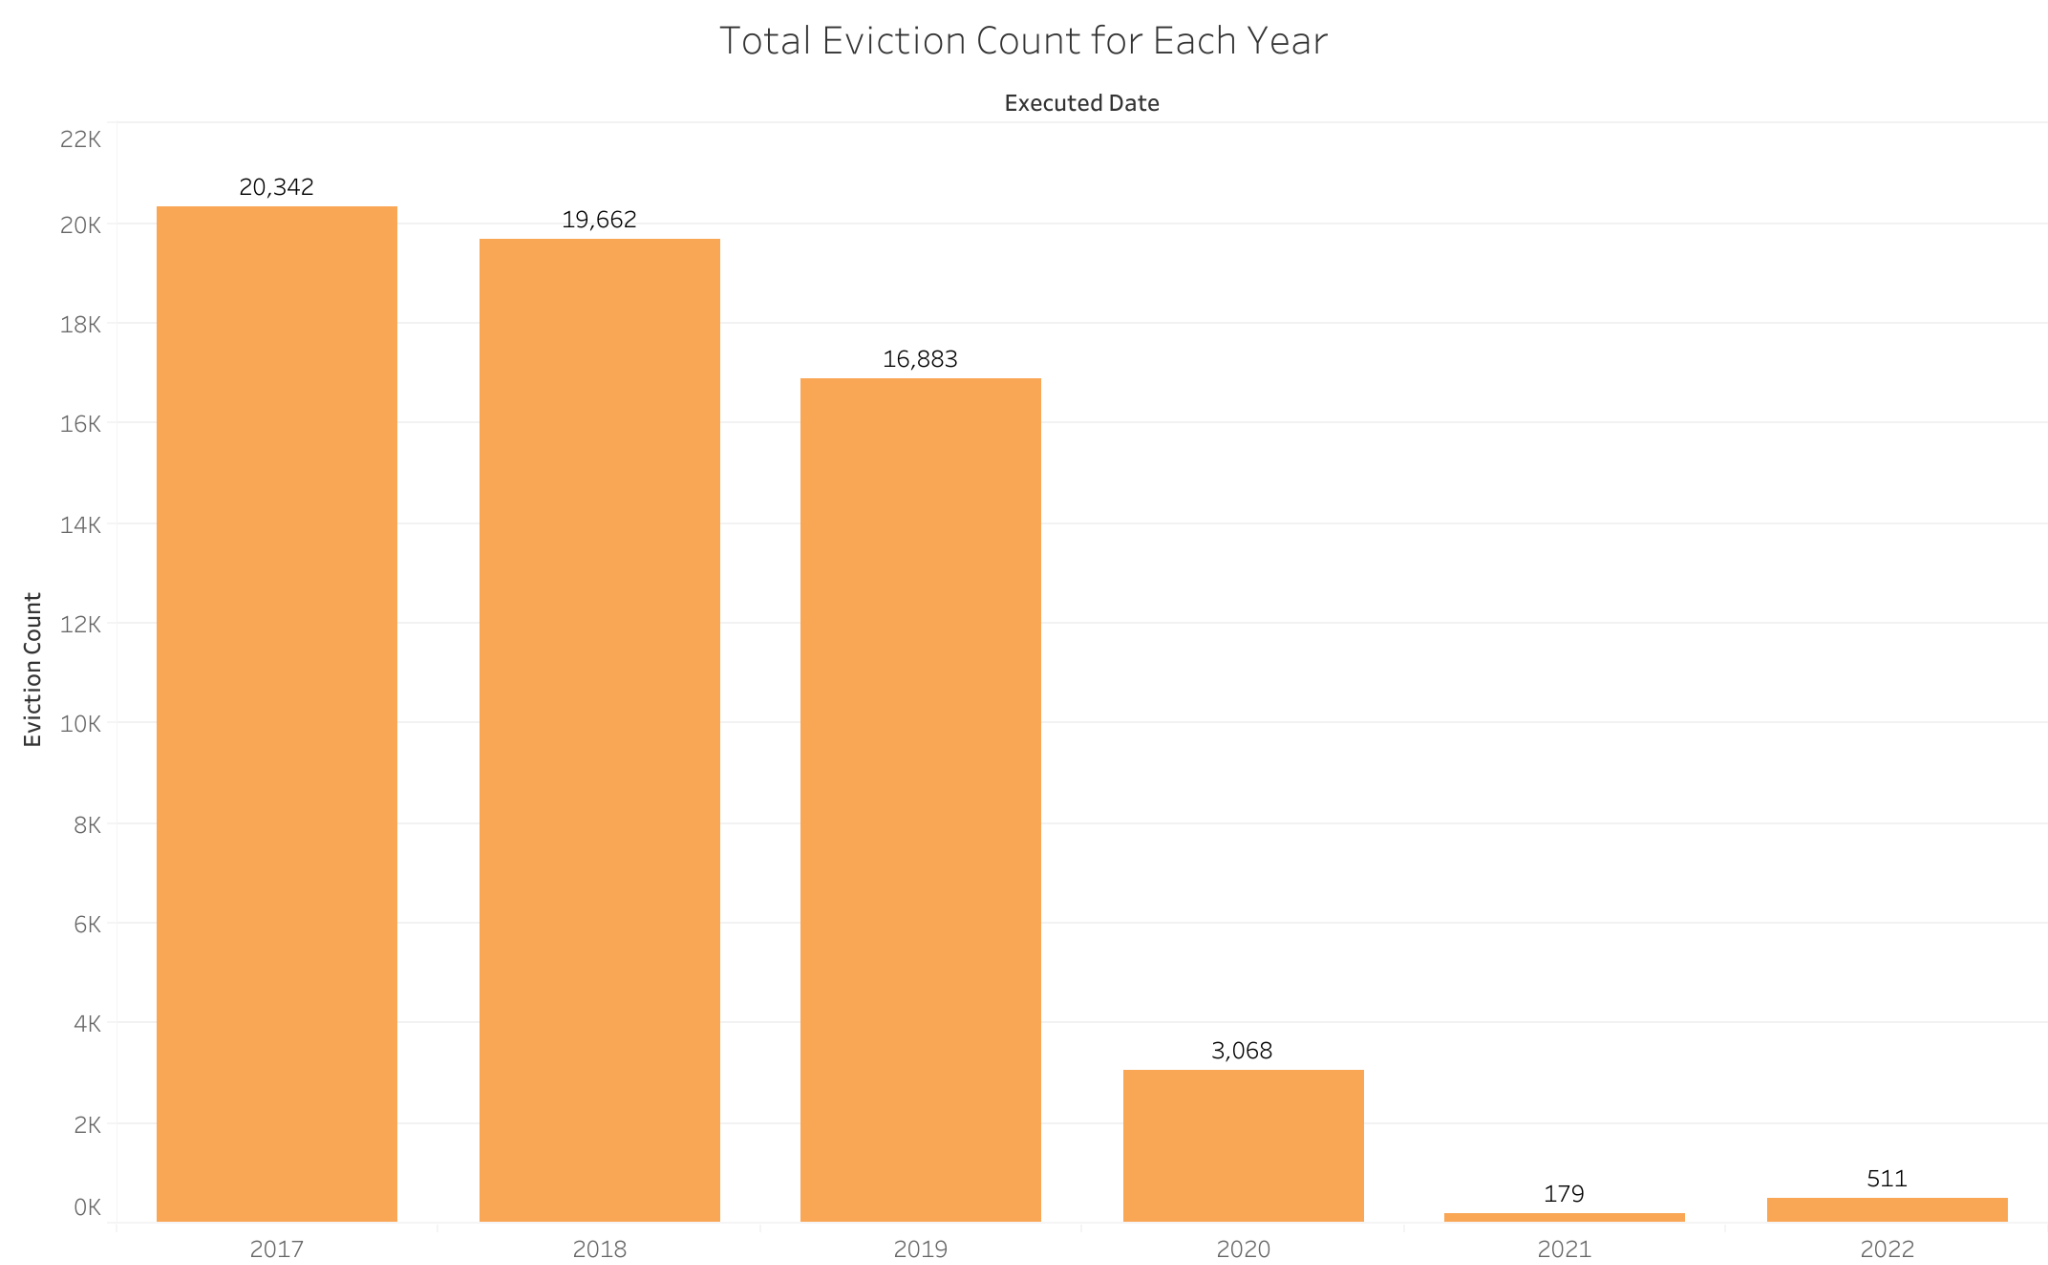 Total Eviction Count for Each Year
Executed Date
22K
20,342
19,662
20K
18K
16,883
16K
14K
12K
Eviction Count
10K
8K
6K
4K
3,068
2K
511
179
0K
2017 2018 2019 2020 2021 2022